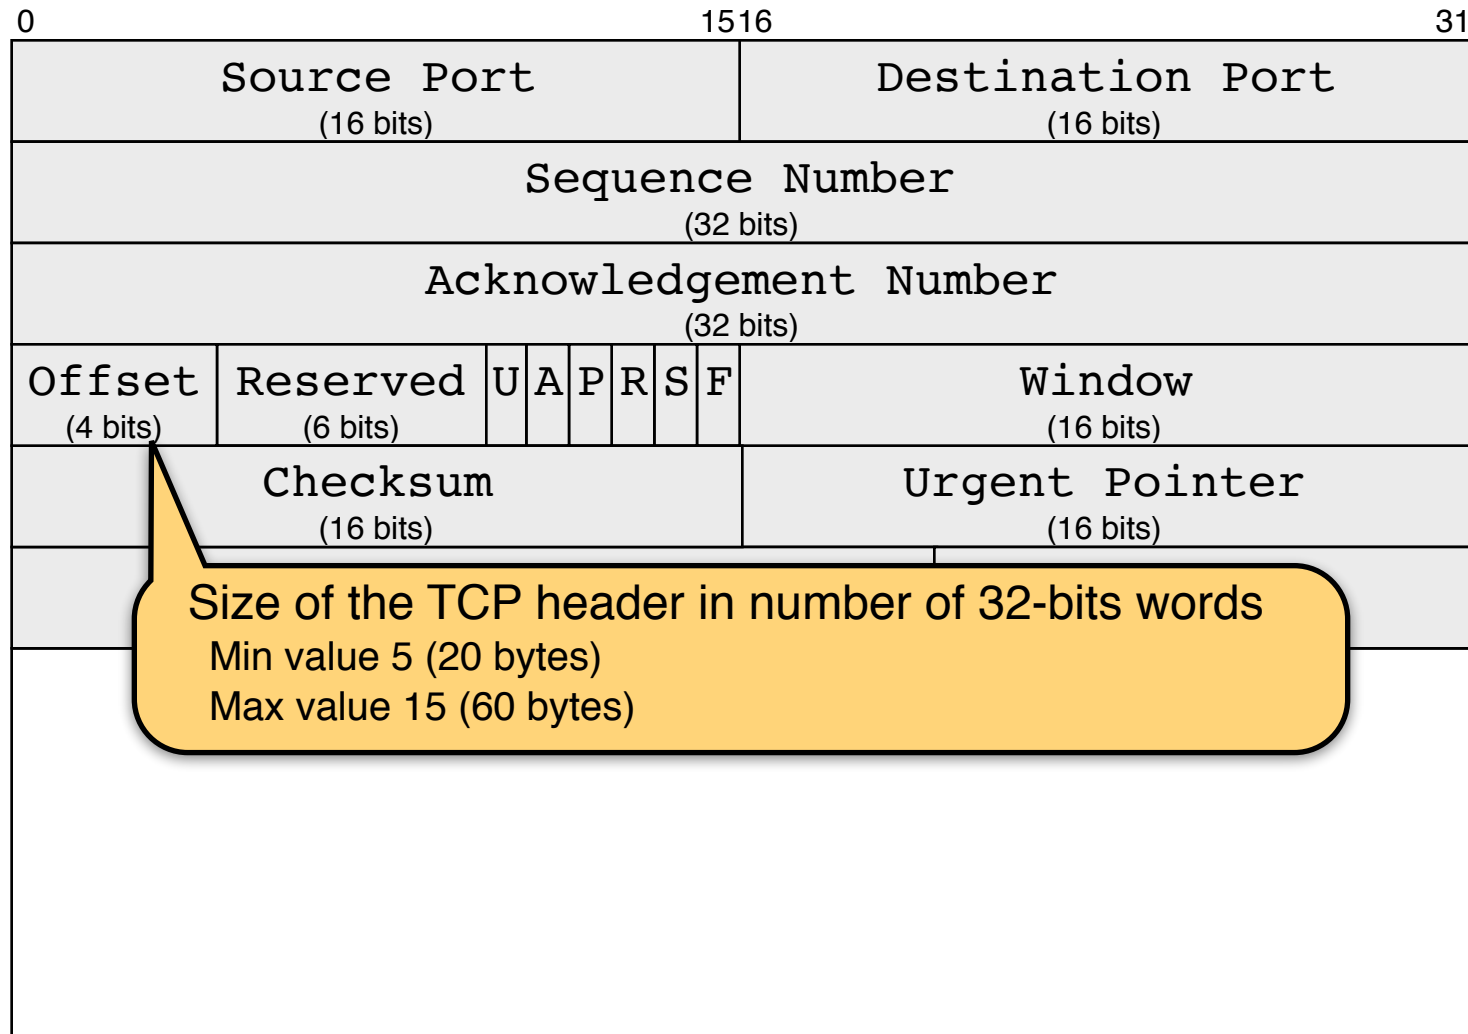 0 15 16 31
Source Port Destination Port
(16 bits) (16 bits)
Sequence Number
(32 bits)
Acknowledgement Number
(32 bits)
Offset Reserved U A P R S F Window
(4 bits) (6 bits) (16 bits)
Checksum Urgent Pointer
(16 bits) (16 bits)
Size of the TCP header in number of 32-bits words
Min value 5 (20 bytes)
Max value 15 (60 bytes)